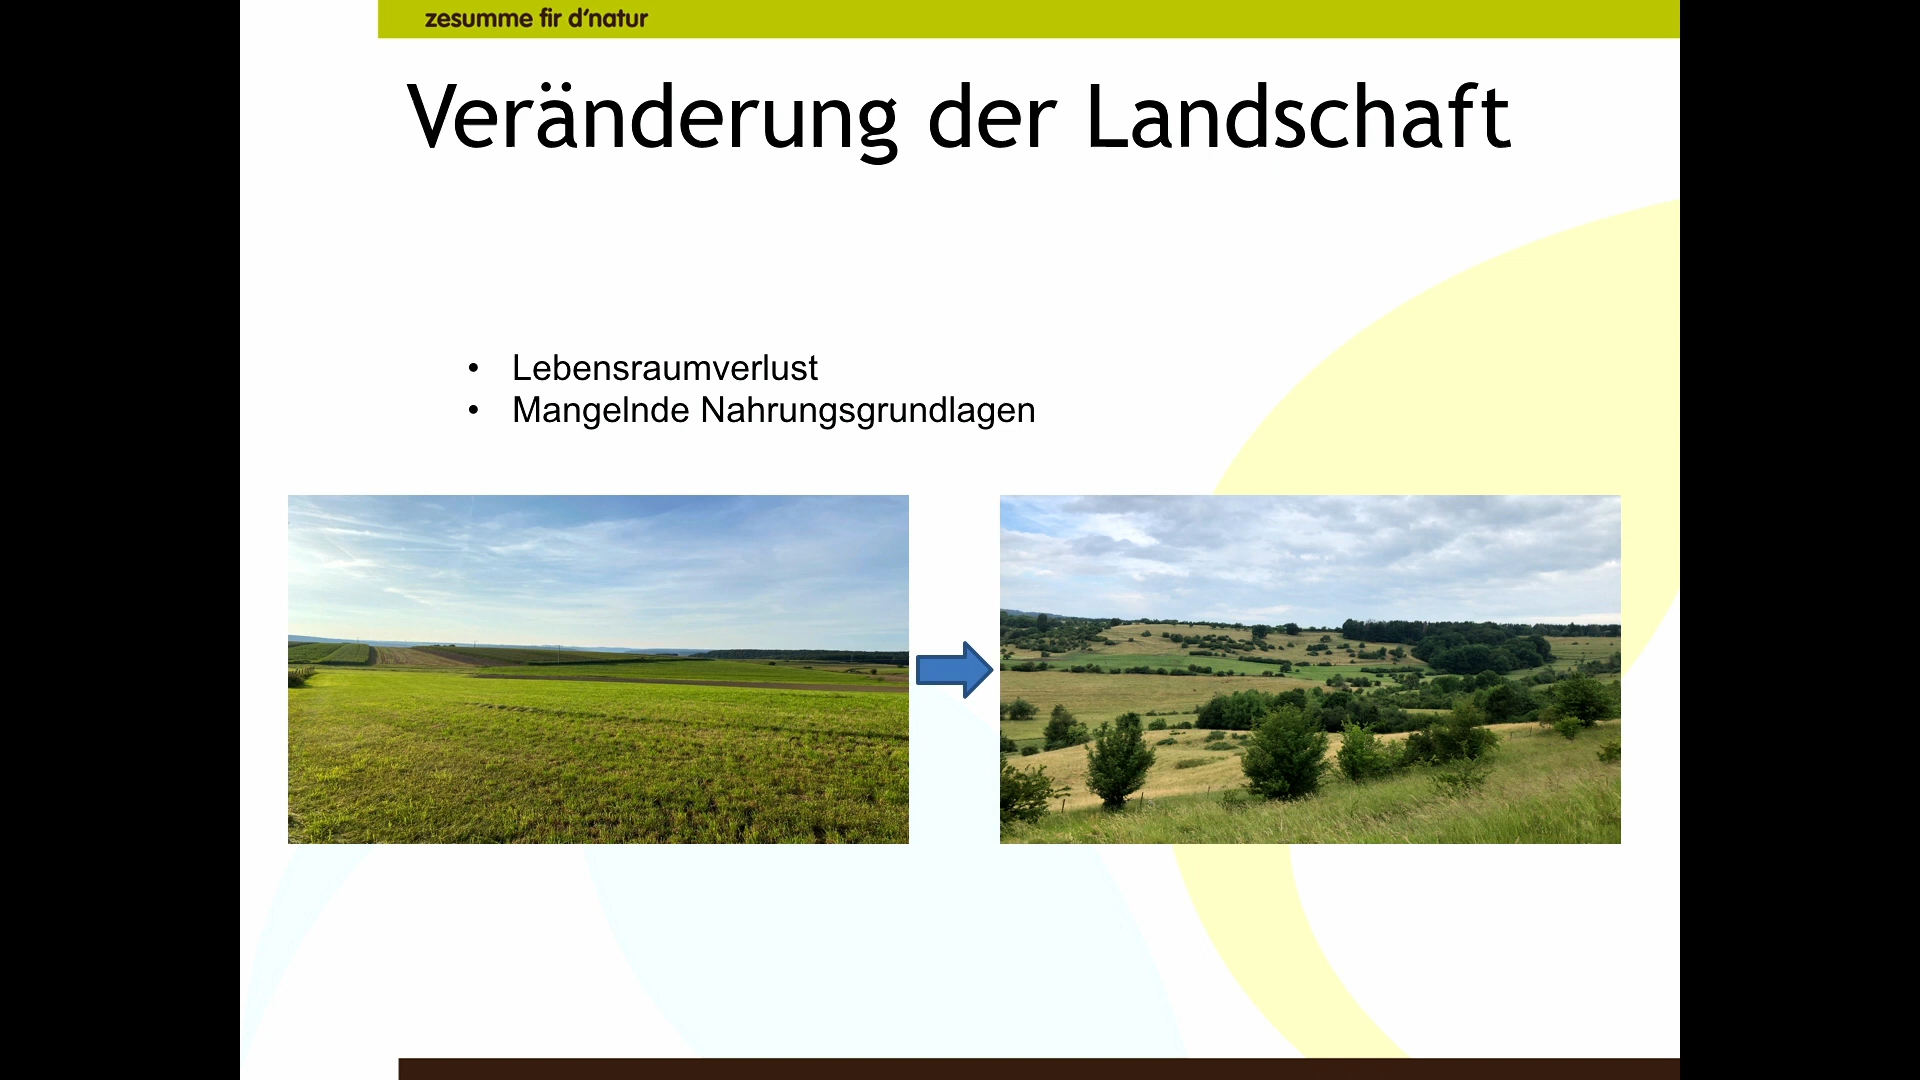 zesumme fir d'natur
Veränderung der Landschaft
• Lebensraumverlust
• Mangelnde Nahrungsgrundlagen